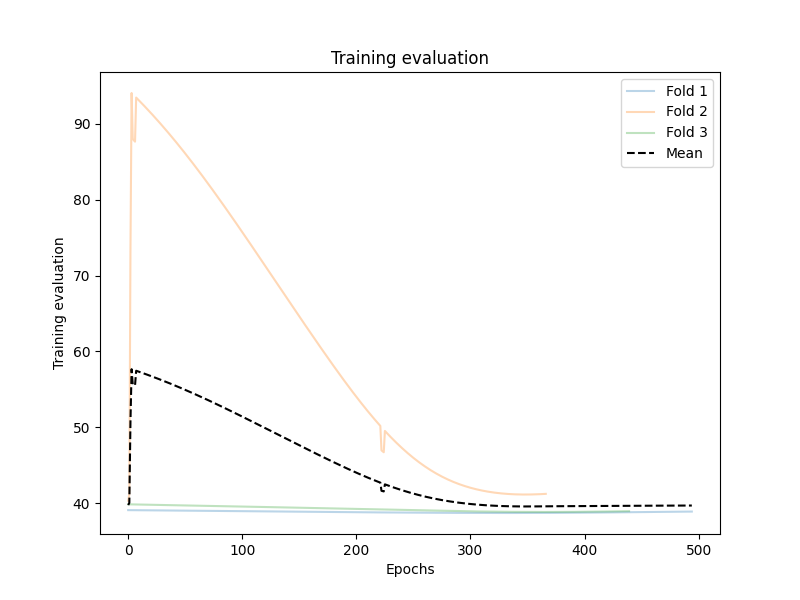 Training evaluation
Fold 1
Fold 2
Fold 3
Mean
90
80
70
60
50
40
Training evaluation
0 100 200 300 400 500
Epochs